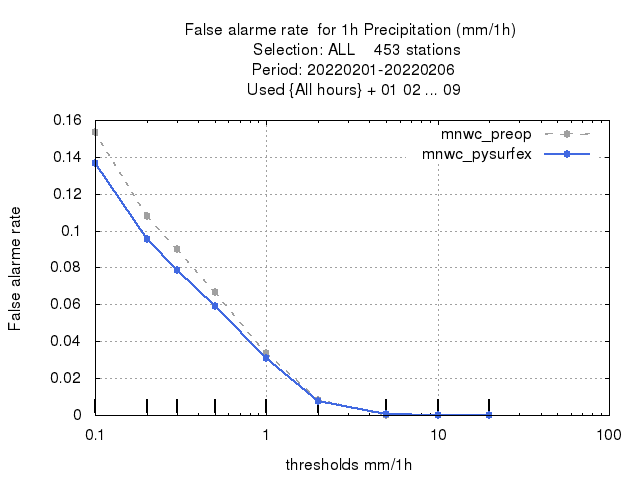 False alarme rate  for 1h Precipitation (mm/1h)
Selection: ALL    453 stations
Period: 20220201-20220206
Used {All hours} + 01 02 ... 09
mnwc_preop
mnwc_pysurfex
False alarme rate
0.16
0.14
0.12
0.1
0.08
0.06
0.04
0.02
0
0.1 1 10 100
thresholds mm/1h